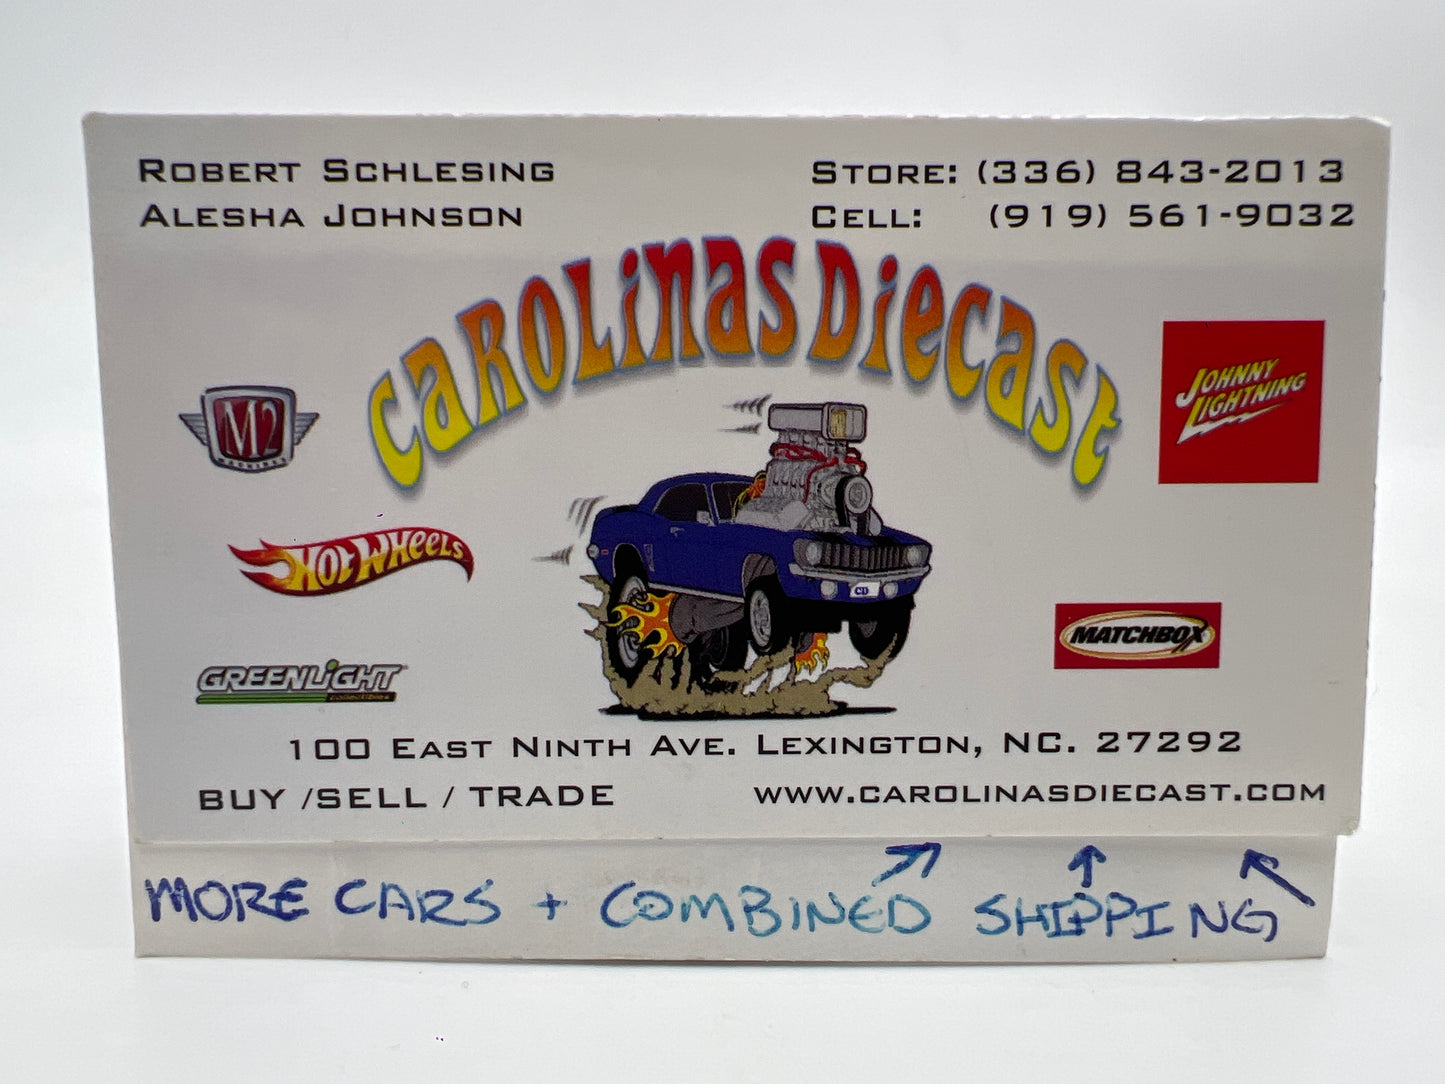 ROBERT SCHLESING
ALESHA JOHNSON
STORE: (336) 843-2013
CELL: (919) 561-9032
CAROLiNAS DiECAST
M2
MACHINES
JOHNNY
LIGHTNING
HOT WHEELS
CD
MATCHBOX
GREENLIGHT
100 EAST NINTH AVE. LEXINGTON, NC. 27292
BUY /SELL / TRADE
WWW.CAROLINASDIECAST.COM
MORE CARS + COMBINED SHIPPING